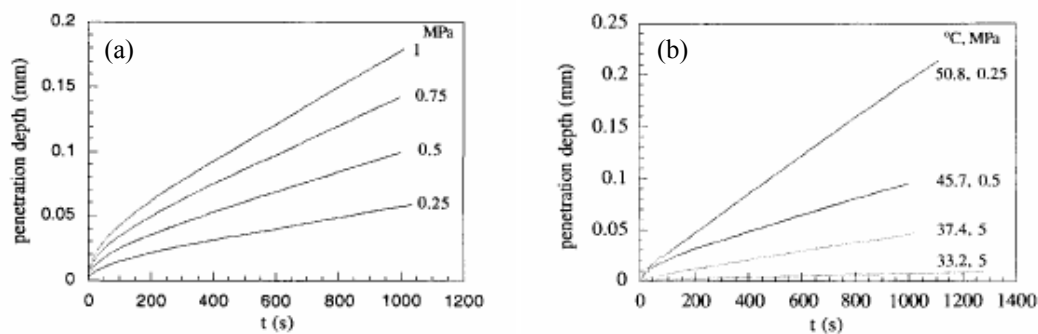 (a)
MPa
1
0.75
0.5
0.25
0.2
0.15
0.1
0.05
0
penetration depth (mm)
0 200 400 600 800 1000 1200
t (s)
(b)
°C, MPa
50.8, 0.25
45.7, 0.5
37.4, 5
33.2, 5
0.25
0.2
0.15
0.1
0.05
0
penetration depth (mm)
0 200 400 600 800 1000 1200 1400
t (s)